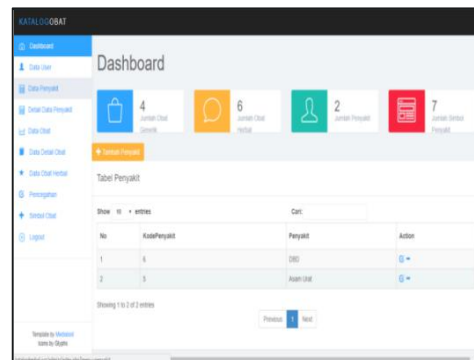 KATALOGOBAT
Dashboard
Data User
Data Penyakit
Detail Data Penyakit
Data Obat
Data Detail Obat
Data Obat Herbal
Pencegahan
Simbol Obat
Logout
Dashboard
4
Jumlah Obat
Generik
6
Jumlah Obat
Herbal
2
Jumlah Penyakit
7
Jumlah Simbol
Penyakit
+ Tambah Penyakit
Tabel Penyakit
Show 10 entries
Cari:
No KodePenyakit Penyakit Action
1 6 DBD
2 5 Asam Urat
Showing 1 to 2 of 2 entries
Previous 1 Next
Template by Medialoot
Icons by Glyphs